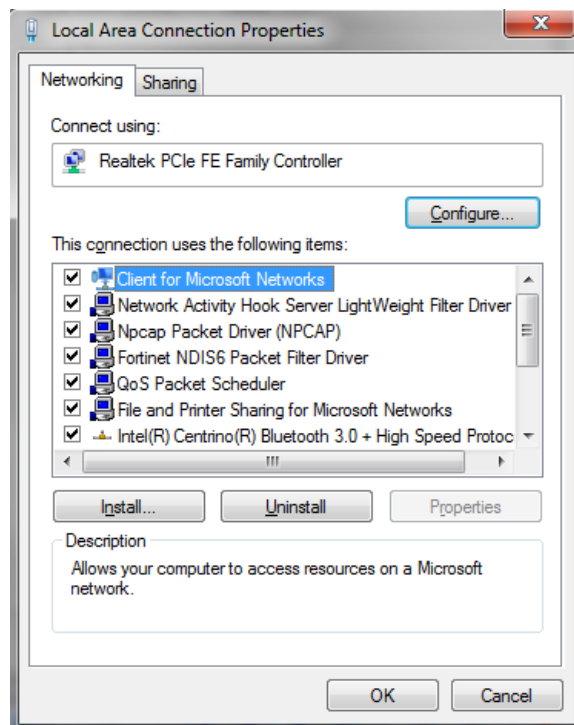 Local Area Connection Properties
Networking
Sharing
Connect using:
Realtek PCIe FE Family Controller
Configure...
This connection uses the following items:
Client for Microsoft Networks
Network Activity Hook Server LightWeight Filter Driver
Npcap Packet Driver (NPCAP)
Fortinet NDIS6 Packet Filter Driver
QoS Packet Scheduler
File and Printer Sharing for Microsoft Networks
Intel(R) Centrino(R) Bluetooth 3.0 + High Speed Protoc
Install...
Uninstall
Properties
Description
Allows your computer to access resources on a Microsoft
network.
OK
Cancel